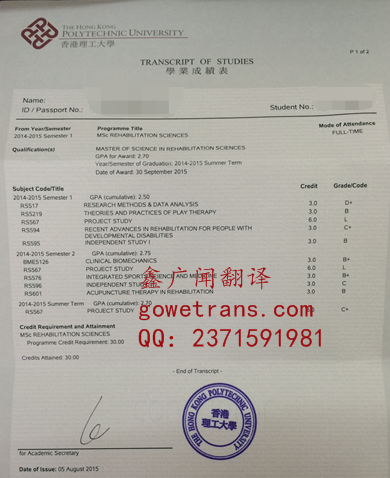 THE HONG KONG
POLYTECHNIC UNIVERSITY
香港理工大學
P 1 of 2
TRANSCRIPT OF STUDIES
學業成績表
Name:
ID / Passport No.: Student No.:
From Year/Semester Programme Title Mode of Attendance
2014-2015 Semester 1 MSc REHABILITATION SCIENCES FULL-TIME
Qualification(s) MASTER OF SCIENCE IN REHABILITATION SCIENCES
GPA for Award: 2.70
Year/Semester of Graduation: 2014-2015 Summer Term
Date of Award: 30 September 2015
Subject Code/Title Credit Grade/Code
2014-2015 Semester 1 GPA (cumulative): 2.50
RS517 RESEARCH METHODS & DATA ANALYSIS 3.0 D+
RS5219 THEORIES AND PRACTICES OF PLAY THERAPY 3.0 B
RS567 PROJECT STUDY 6.0 L
RS594 RECENT ADVANCES IN REHABILITATION FOR PEOPLE WITH 3.0 C+
DEVELOPMENTAL DISABILITIES
RS595 INDEPENDENT STUDY I 3.0 B
2014-2015 Semester 2 GPA (cumulative): 2.75
BME5126 CLINICAL BIOMECHANICS 3.0 B+
RS567 PROJECT STUDY 6.0 L
RS576 INTEGRATED SPORTS SCIENCE AND MEDICINE 3.0 B+
RS596 INDEPENDENT STUDY 3.0 C
RS601 ACUPUNCTURE THERAPY IN REHABILITATION 3.0 B
2014-2015 Summer Term GPA (cumulative): 2.70
RS567 PROJECT STUDY C+
鑫广闻翻译
gowetrans.com
QQ: 2371591981
Credit Requirement and Attainment
MSc REHABILITATION SCIENCES
Programme Credit Requirement: 30.00
Credits Attained: 30.00
- End of Transcript -
THE HONG KONG POLYTECHNIC UNIVERSITY
香港
理工大學
for Academic Secretary
Date of Issue: 05 August 2015